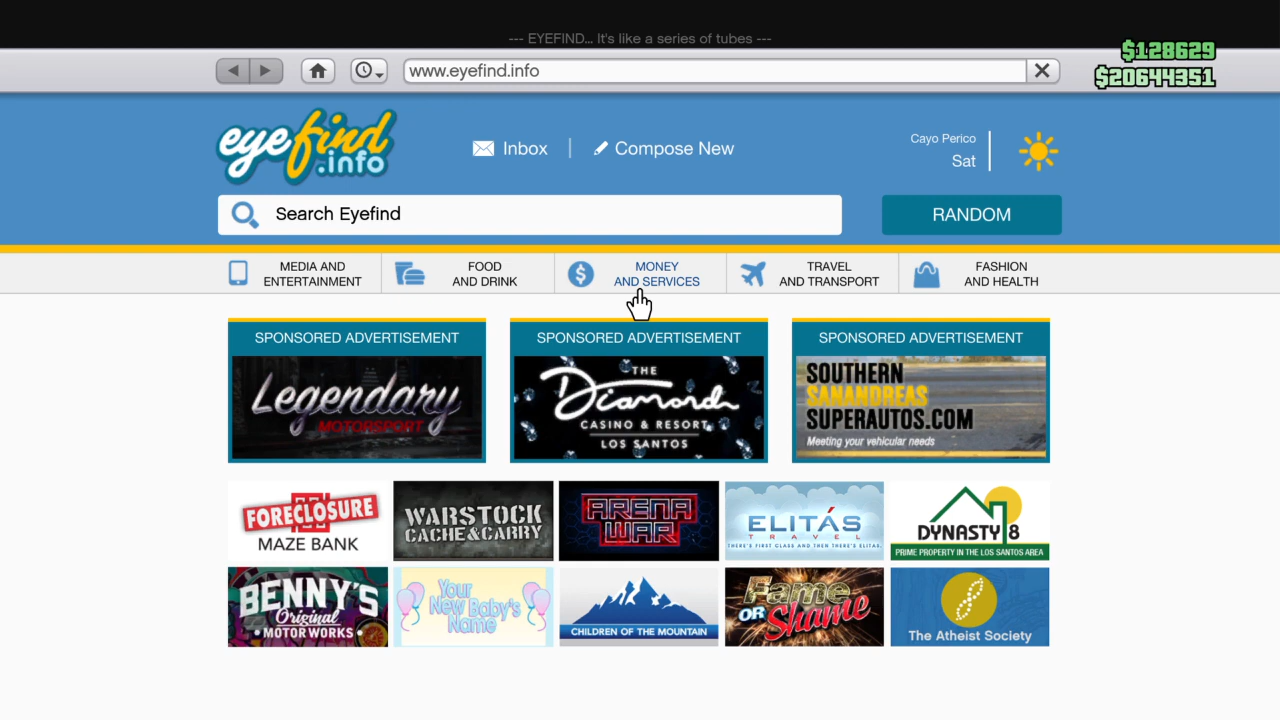 --- EYEFIND... It's like a series of tubes ---
$128629
$20644351
www.eyefind.info
eyefind
.info
Inbox
Compose New
Cayo Perico
Sat
Search Eyefind
RANDOM
MEDIA AND
ENTERTAINMENT
FOOD
AND DRINK
MONEY
AND SERVICES
TRAVEL
AND TRANSPORT
FASHION
AND HEALTH
SPONSORED ADVERTISEMENT
Legendary
MOTORSPORT
SPONSORED ADVERTISEMENT
THE
Diamond
CASINO & RESORT
LOS SANTOS
SPONSORED ADVERTISEMENT
SOUTHERN
SANANDREAS
SUPERAUTOS.COM
Meeting your vehicular needs
FORECLOSURE
MAZE BANK
WARSTOCK
CACHE&CARRY
ARENA
WAR
ELITÁS
TRAVEL
THERE'S FIRST CLASS AND THEN THERE'S ELITAS.
DYNASTY 8
PRIME PROPERTY IN THE LOS SANTOS AREA
BENNY'S
Original
MOTOR WORKS
Your
New Baby's
Name
CHILDREN OF THE MOUNTAIN
Fame
OR Shame
The Atheist Society